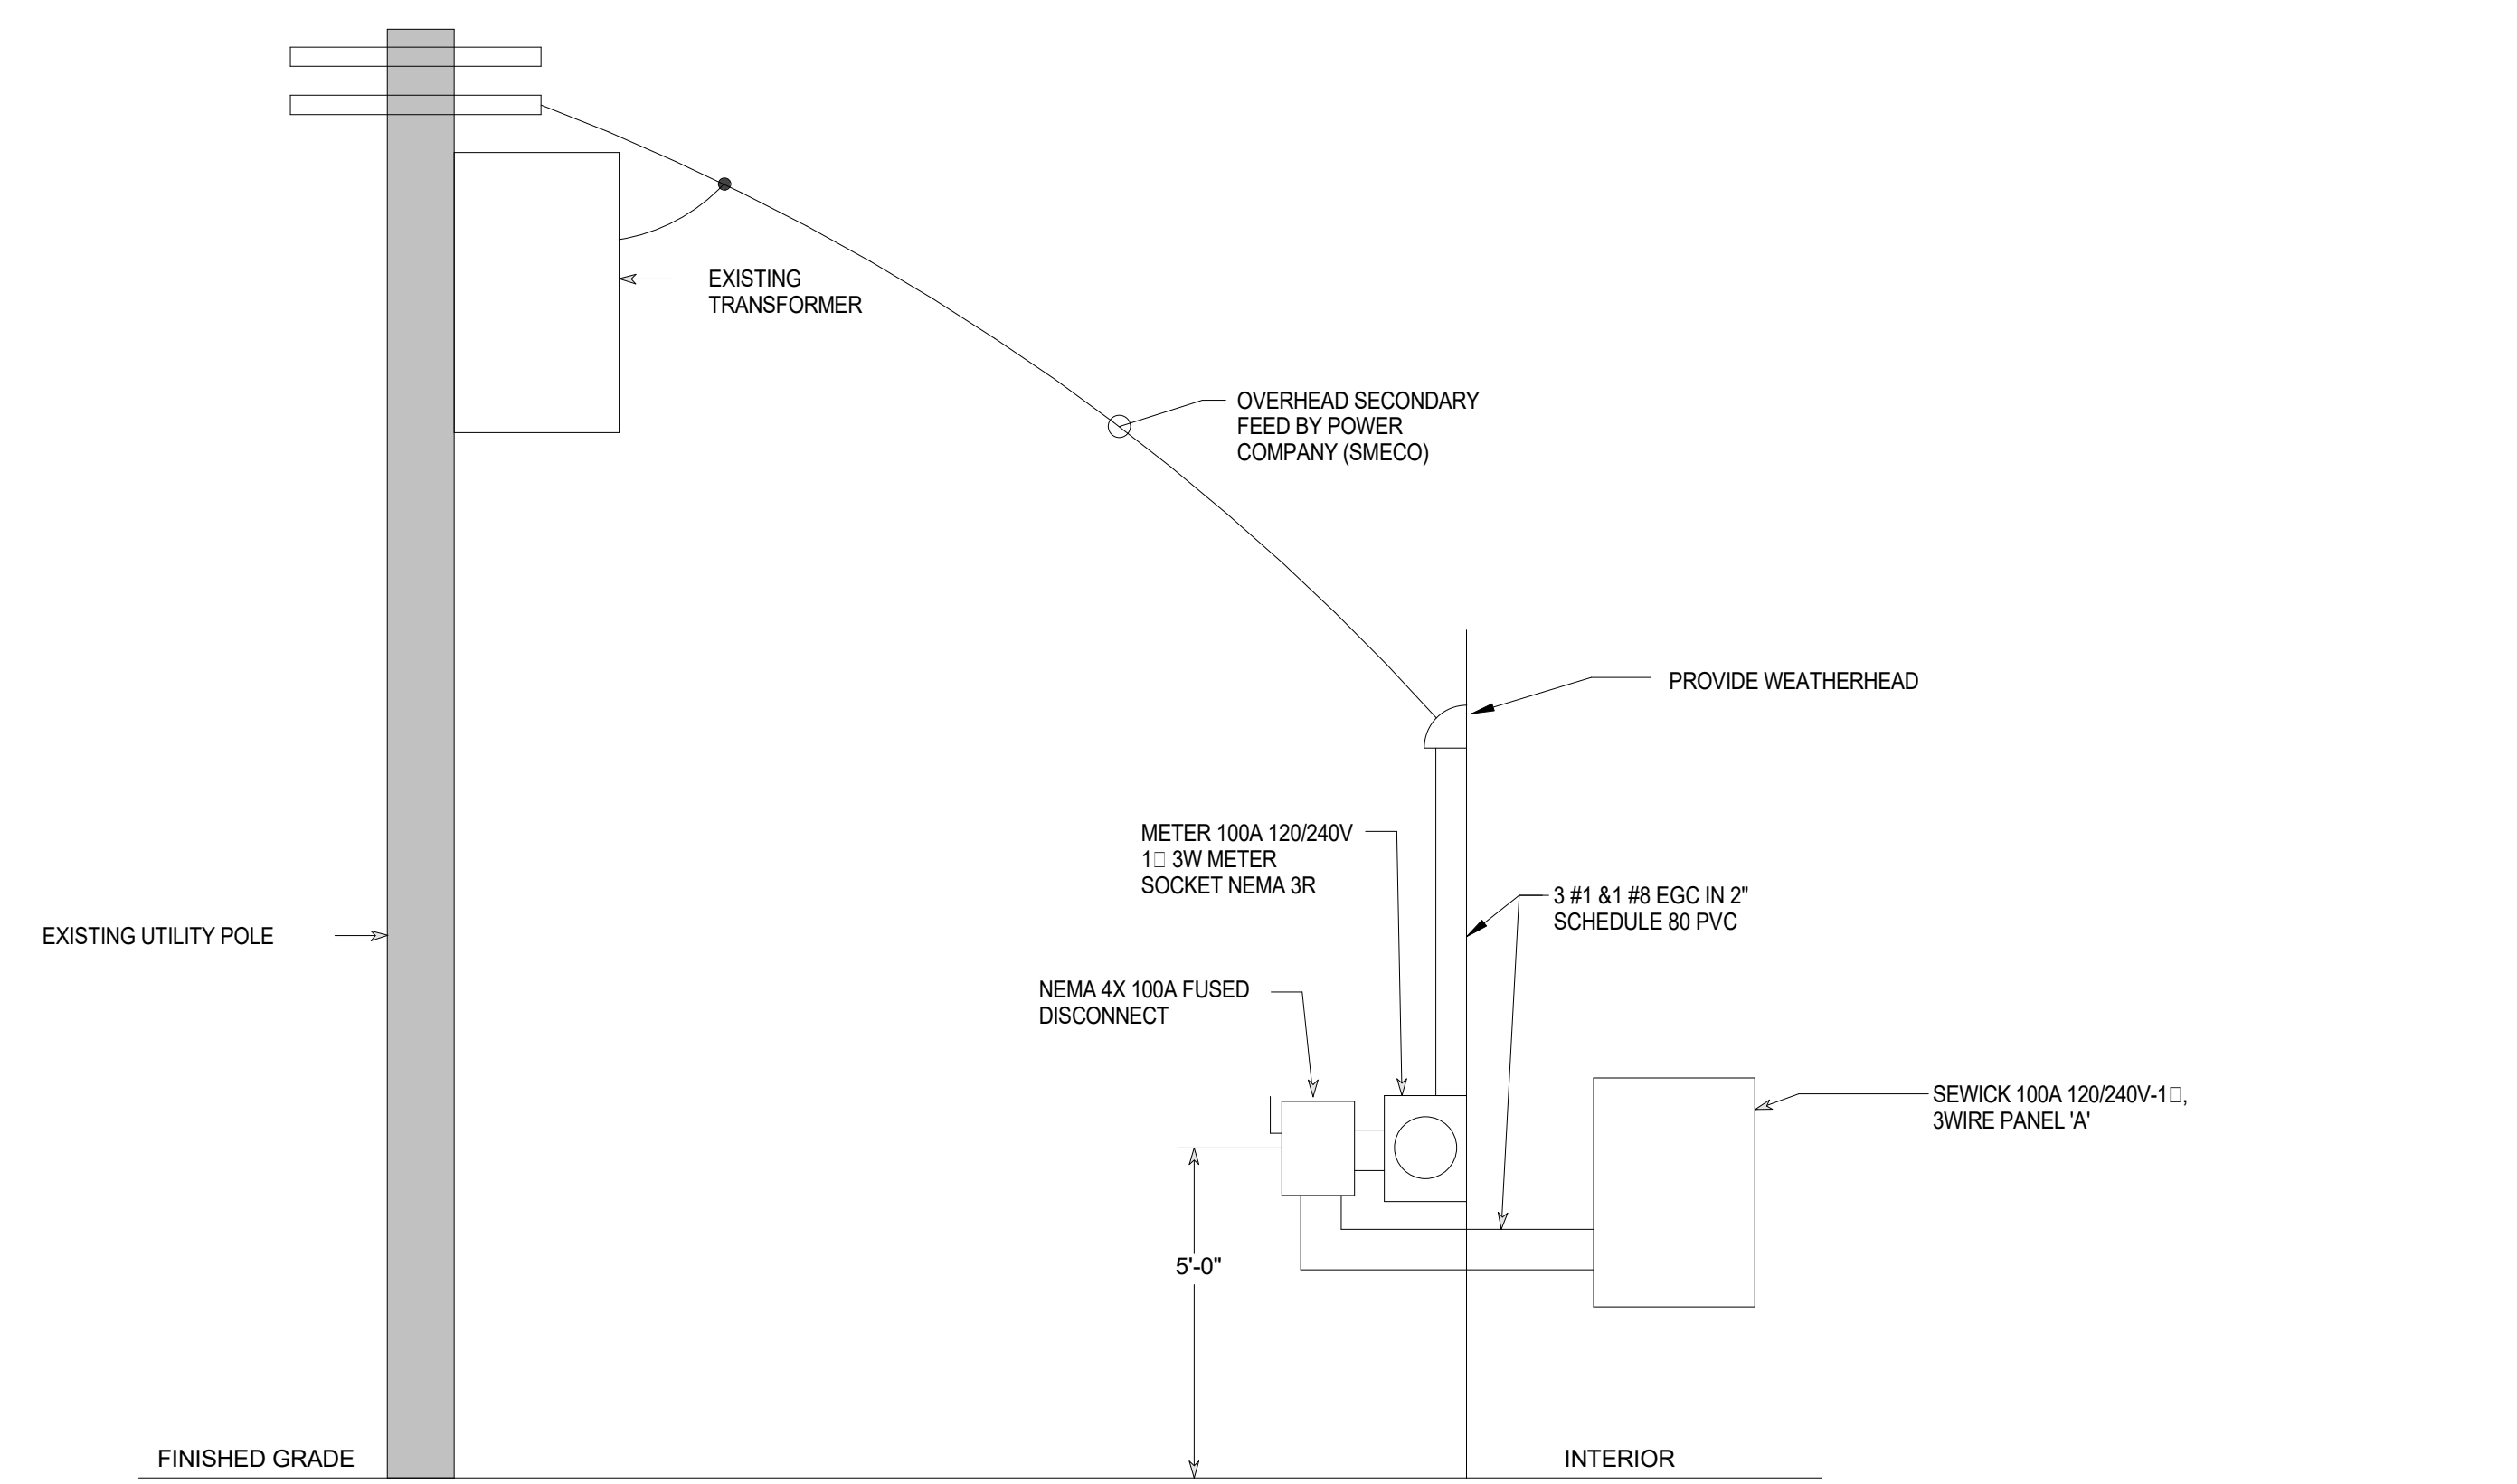 EXISTING
TRANSFORMER
OVERHEAD SECONDARY
FEED BY POWER
COMPANY (SMECO)
PROVIDE WEATHERHEAD
METER 100A 120/240V
1□ 3W METER
SOCKET NEMA 3R
3 #1 &1 #8 EGC IN 2"
SCHEDULE 80 PVC
EXISTING UTILITY POLE
NEMA 4X 100A FUSED
DISCONNECT
SEWICK 100A 120/240V-1□,
3WIRE PANEL 'A'
5'-0"
FINISHED GRADE
INTERIOR